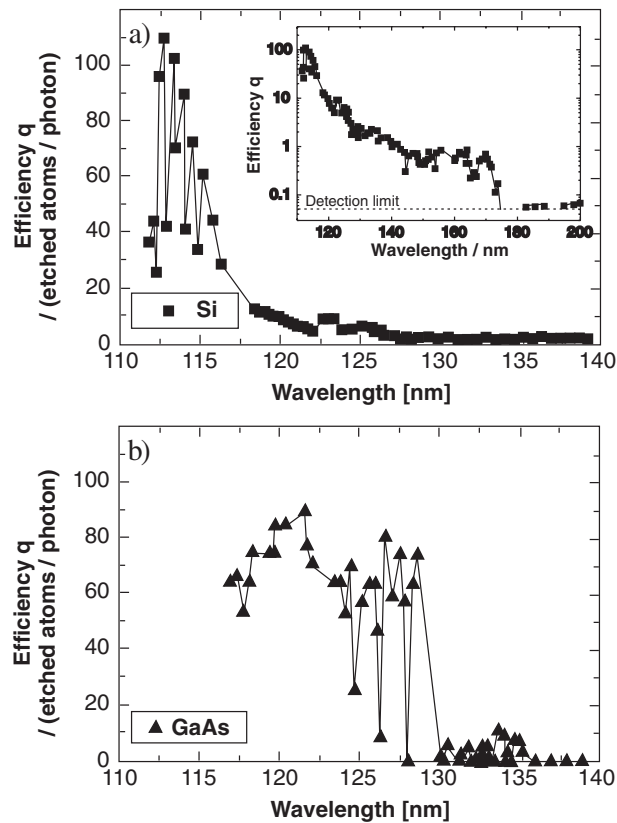 a)
Efficiency q
/ (etched atoms / photon)
100
80
60
40
20
0
Si
110 115 120 125 130 135 140
Wavelength [nm]
Efficiency q
100
10
1
0.1
Detection limit
120 140 160 180 200
Wavelength / nm
b)
Efficiency q
/ (etched atoms / photon)
100
80
60
40
20
0
GaAs
110 115 120 125 130 135 140
Wavelength [nm]